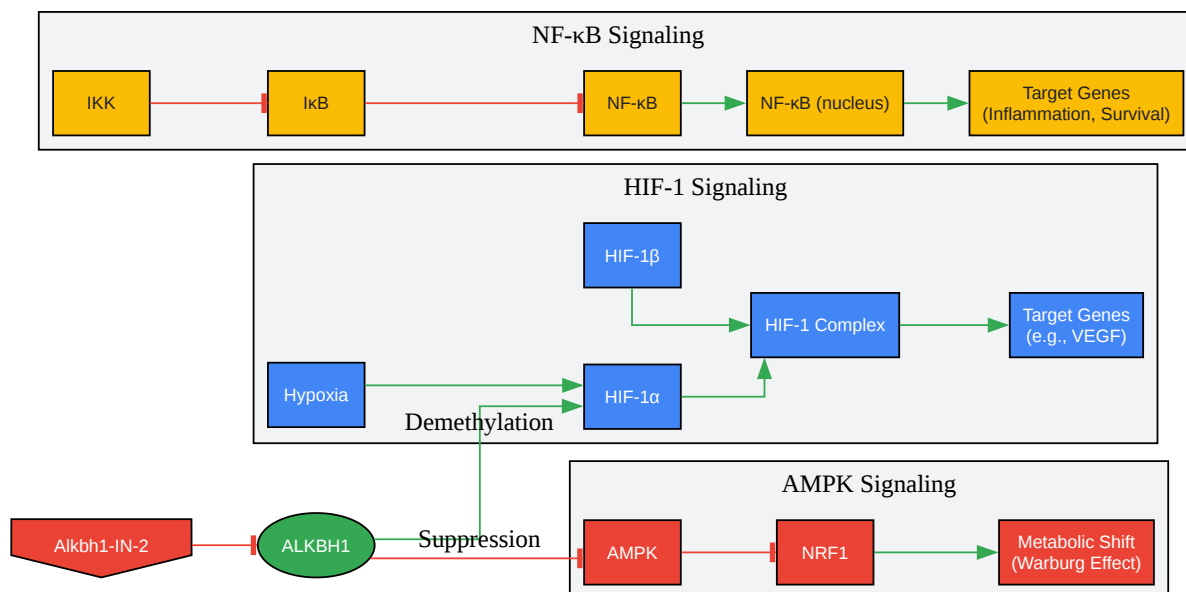 NF-κB Signaling
IKK
IκB
NF-κB
NF-κB (nucleus)
Target Genes
(Inflammation, Survival)
HIF-1 Signaling
HIF-1β
HIF-1 Complex
Target Genes
(e.g., VEGF)
Hypoxia
HIF-1α
Demethylation
AMPK Signaling
Alkbh1-IN-2
ALKBH1
Suppression
AMPK
NRF1
Metabolic Shift
(Warburg Effect)